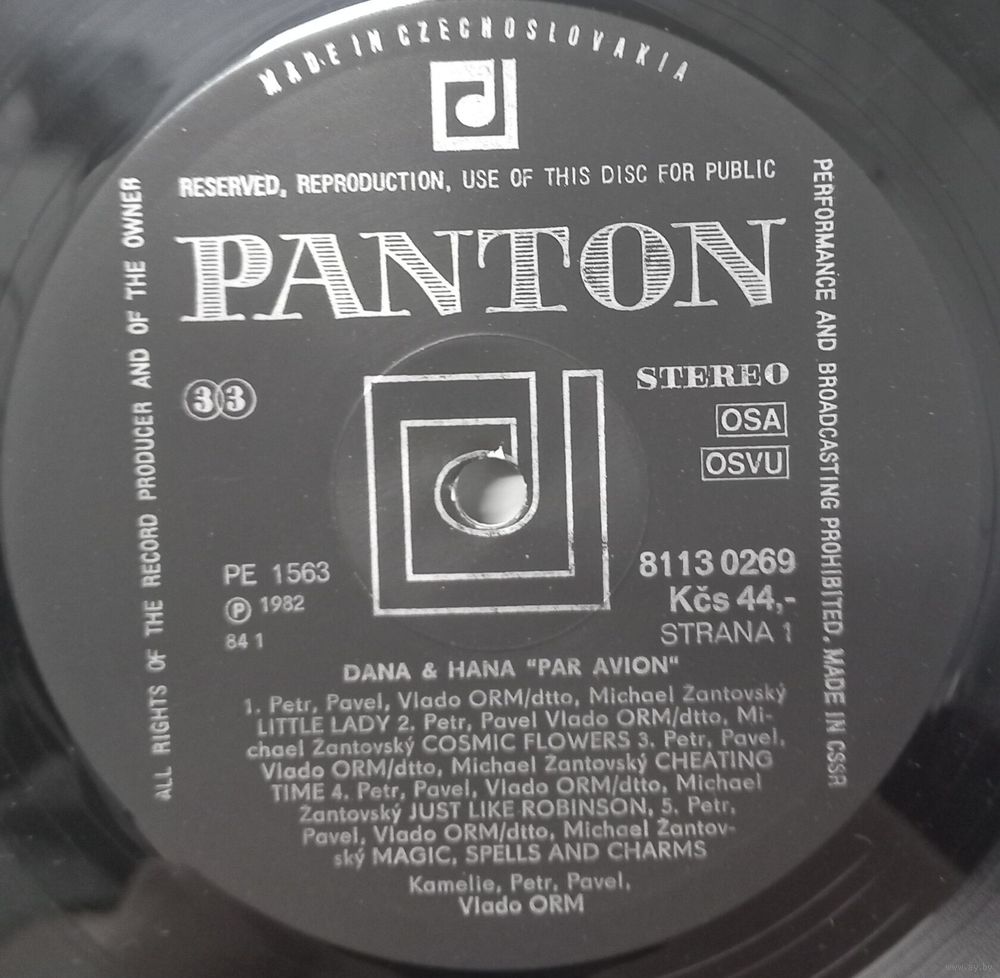 MADE IN CZECHOSLOVAKIA
RESERVED, REPRODUCTION, USE OF THIS DISC FOR PUBLIC
PERFORMANCE AND BROADCASTING PROHIBITED. MADE IN CSSR
ALL RIGHTS OF THE RECORD PRODUCER AND OF THE OWNER
PANTON
33
STEREO
OSA
OSVU
PE 1563
Ⓟ 1982
84 1
8113 0269
Kčs 44,-
STRANA 1
DANA & HANA "PAR AVION"
1. Petr, Pavel, Vlado ORM/dtto, Michael Žantovský
LITTLE LADY 2. Petr, Pavel Vlado ORM/dtto, Mi-
chael Žantovský COSMIC FLOWERS 3. Petr, Pavel,
Vlado ORM/dtto, Michael Žantovský CHEATING
TIME 4. Petr, Pavel, Vlado ORM/dtto, Michael
Žantovský JUST LIKE ROBINSON, 5. Petr,
Pavel, Vlado ORM/dtto, Michael Žantov-
ský MAGIC, SPELLS AND CHARMS
Kamelie, Petr, Pavel,
Vlado ORM
www.ay.by